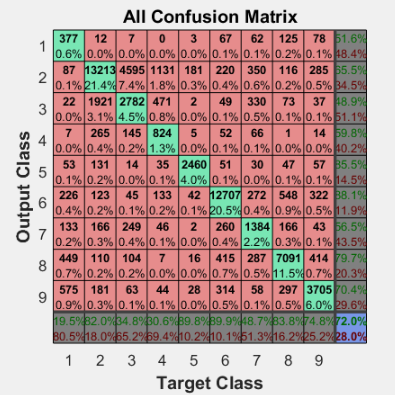 All Confusion Matrix
1 377 12 7 0 3 67 62 125 78 51.6%
0.6% 0.0% 0.0% 0.0% 0.0% 0.1% 0.1% 0.2% 0.1% 48.4%
2 87 13213 4595 1131 181 220 350 116 285 65.5%
0.1% 21.4% 7.4% 1.8% 0.3% 0.4% 0.6% 0.2% 0.5% 34.5%
3 22 1921 2782 471 2 49 330 73 37 48.9%
0.0% 3.1% 4.5% 0.8% 0.0% 0.1% 0.5% 0.1% 0.1% 51.1%
4 7 265 145 824 5 52 66 1 14 59.8%
0.0% 0.4% 0.2% 1.3% 0.0% 0.1% 0.1% 0.0% 0.0% 40.2%
5 53 131 14 35 2460 51 30 47 57 85.5%
0.1% 0.2% 0.0% 0.1% 4.0% 0.1% 0.0% 0.1% 0.1% 14.5%
6 226 123 45 133 42 12707 272 548 322 88.1%
0.4% 0.2% 0.1% 0.2% 0.1% 20.5% 0.4% 0.9% 0.5% 11.9%
7 133 166 249 46 2 260 1384 166 43 56.5%
0.2% 0.3% 0.4% 0.1% 0.0% 0.4% 2.2% 0.3% 0.1% 43.5%
8 449 110 104 7 16 415 287 7091 414 79.7%
0.7% 0.2% 0.2% 0.0% 0.0% 0.7% 0.5% 11.5% 0.7% 20.3%
9 575 181 63 44 28 314 58 297 3705 70.4%
0.9% 0.3% 0.1% 0.1% 0.0% 0.5% 0.1% 0.5% 6.0% 29.6%
19.5% 82.0% 34.8% 30.6% 89.8% 89.9% 48.7% 83.8% 74.8% 72.0%
80.5% 18.0% 65.2% 69.4% 10.2% 10.1% 51.3% 16.2% 25.2% 28.0%
1 2 3 4 5 6 7 8 9
Output Class
Target Class